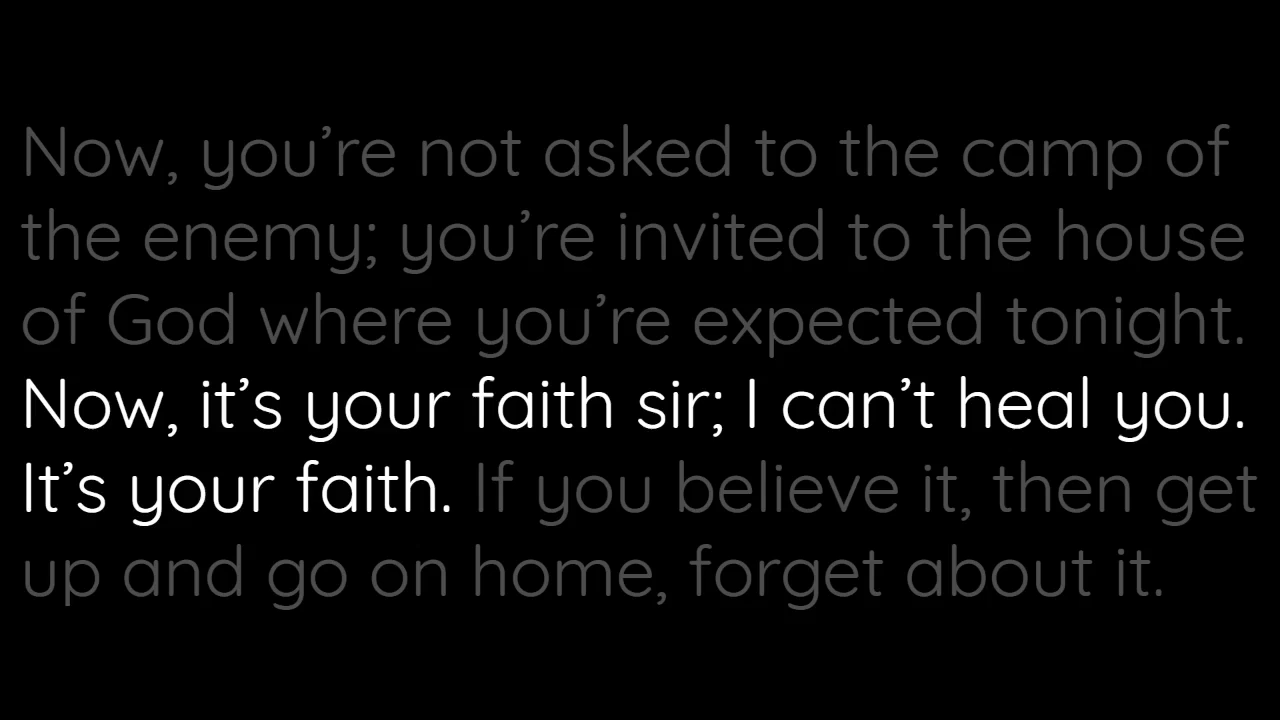 Now, you’re not asked to the camp of
the enemy; you’re invited to the house
of God where you’re expected tonight.
Now, it’s your faith sir; I can’t heal you.
It’s your faith. If you believe it, then get
up and go on home, forget about it.